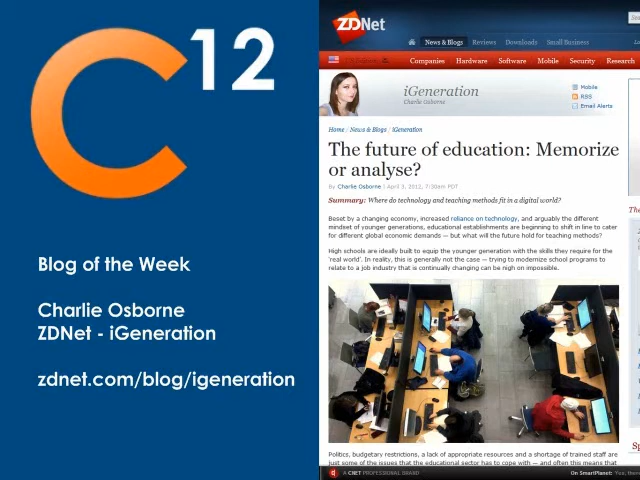 C12
Blog of the Week
Charlie Osborne
ZDNet - iGeneration
zdnet.com/blog/igeneration
ZDNet
News & Blogs Reviews Downloads Small Business
Companies Hardware Software Mobile Security Research
iGeneration
Charlie Osborne
Mobile
RSS
Email Alerts
Home / News & Blogs / iGeneration
The future of education: Memorize
or analyse?
By Charlie Osborne | April 3, 2012, 7:30am PDT
Summary: Where do technology and teaching methods fit in a digital world?
Beset by a changing economy, increased reliance on technology, and arguably the different
mindset of younger generations, educational establishments are beginning to shift in line to cater
for different global economic demands — but what will the future hold for teaching methods?
High schools are ideally built to equip the younger generation with the skills they require for the
'real world'. In reality, this is generally not the case — trying to modernize school programs to
relate to a job industry that is continually changing can be nigh on impossible.
Politics, budgetary restrictions, a lack of appropriate resources and a shortage of trained staff are
just some of the issues that the educational sector has to cope with — and often this means that
A CNET PROFESSIONAL BRAND
On SmartPlanet: